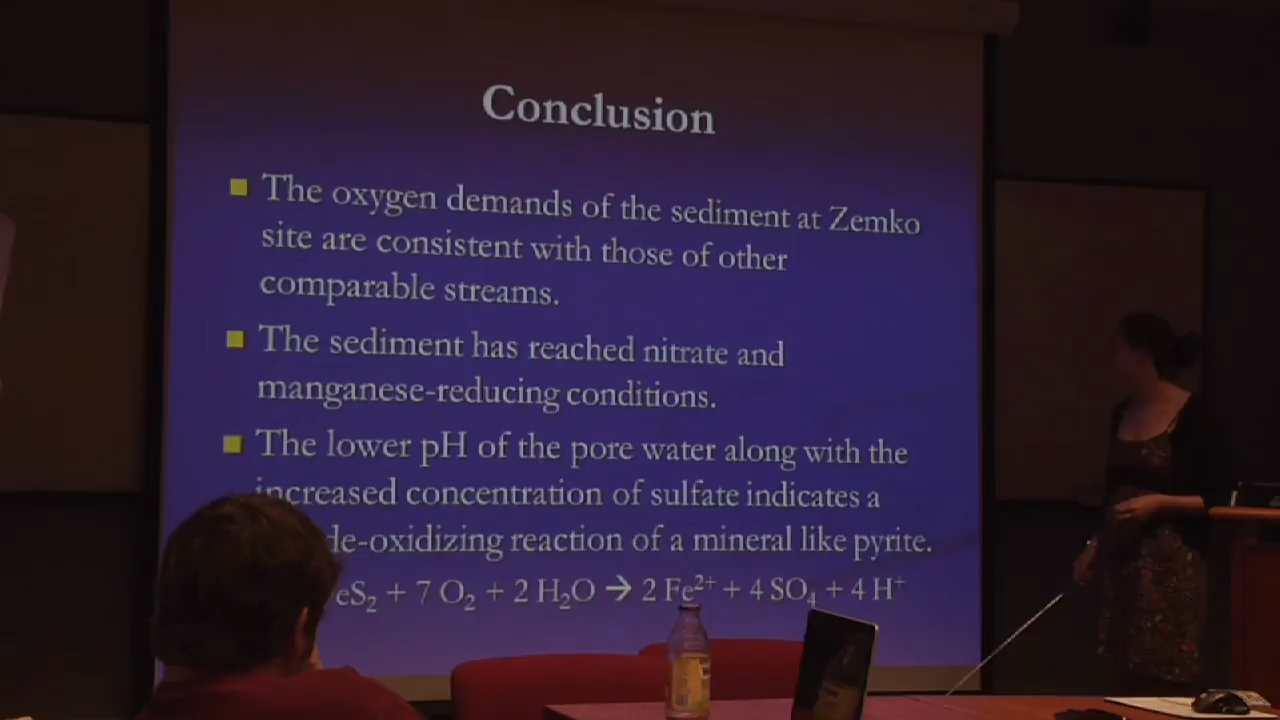 Conclusion
The oxygen demands of the sediment at Zemko
site are consistent with those of other
comparable streams.
The sediment has reached nitrate and
manganese-reducing conditions.
The lower pH of the pore water along with the
increased concentration of sulfate indicates a
de-oxidizing reaction of a mineral like pyrite.
eS₂ + 7 O₂ + 2 H₂O → 2 Fe²⁺ + 4 SO₄ + 4 H⁺